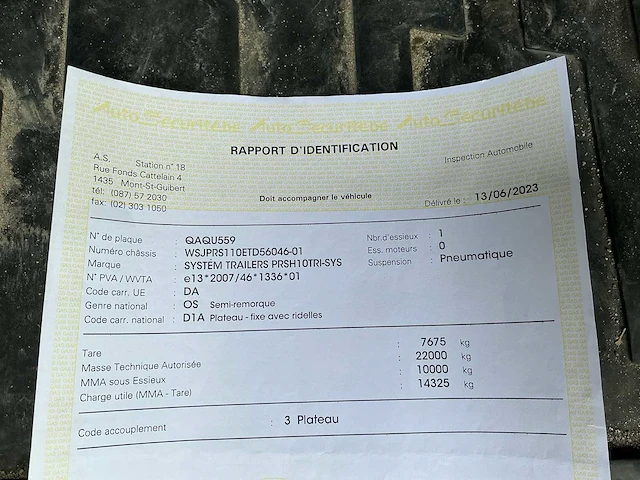 Auto Sécurité.be Auto Sécurité.be Auto Sécurité.be
RAPPORT D'IDENTIFICATION
A.S. Station n° 18
Rue Fonds Cattelain 4
1435 Mont-St-Guibert
tél: (087) 57 2030
fax: (02) 303 1050
Inspection Automobile
Doit accompagner le véhicule
Délivré le : 13/06/2023
N° de plaque : QAQU559
Numéro châssis : WSJPRS110ETD56046-01
Marque : SYSTEM TRAILERS PRSH10TRI-SYS
N° PVA / WVTA : e13*2007/46*1336*01
Code carr. UE : DA
Genre national : OS Semi-remorque
Code carr. national : D1A Plateau - fixe avec ridelles
Nbr.d'essieux : 1
Ess. moteurs : 0
Suspension : Pneumatique
Tare : 7675 kg
Masse Technique Autorisée : 22000 kg
MMA sous Essieux : 10000 kg
Charge utile (MMA - Tare) : 14325 kg
Code accouplement : 3 Plateau